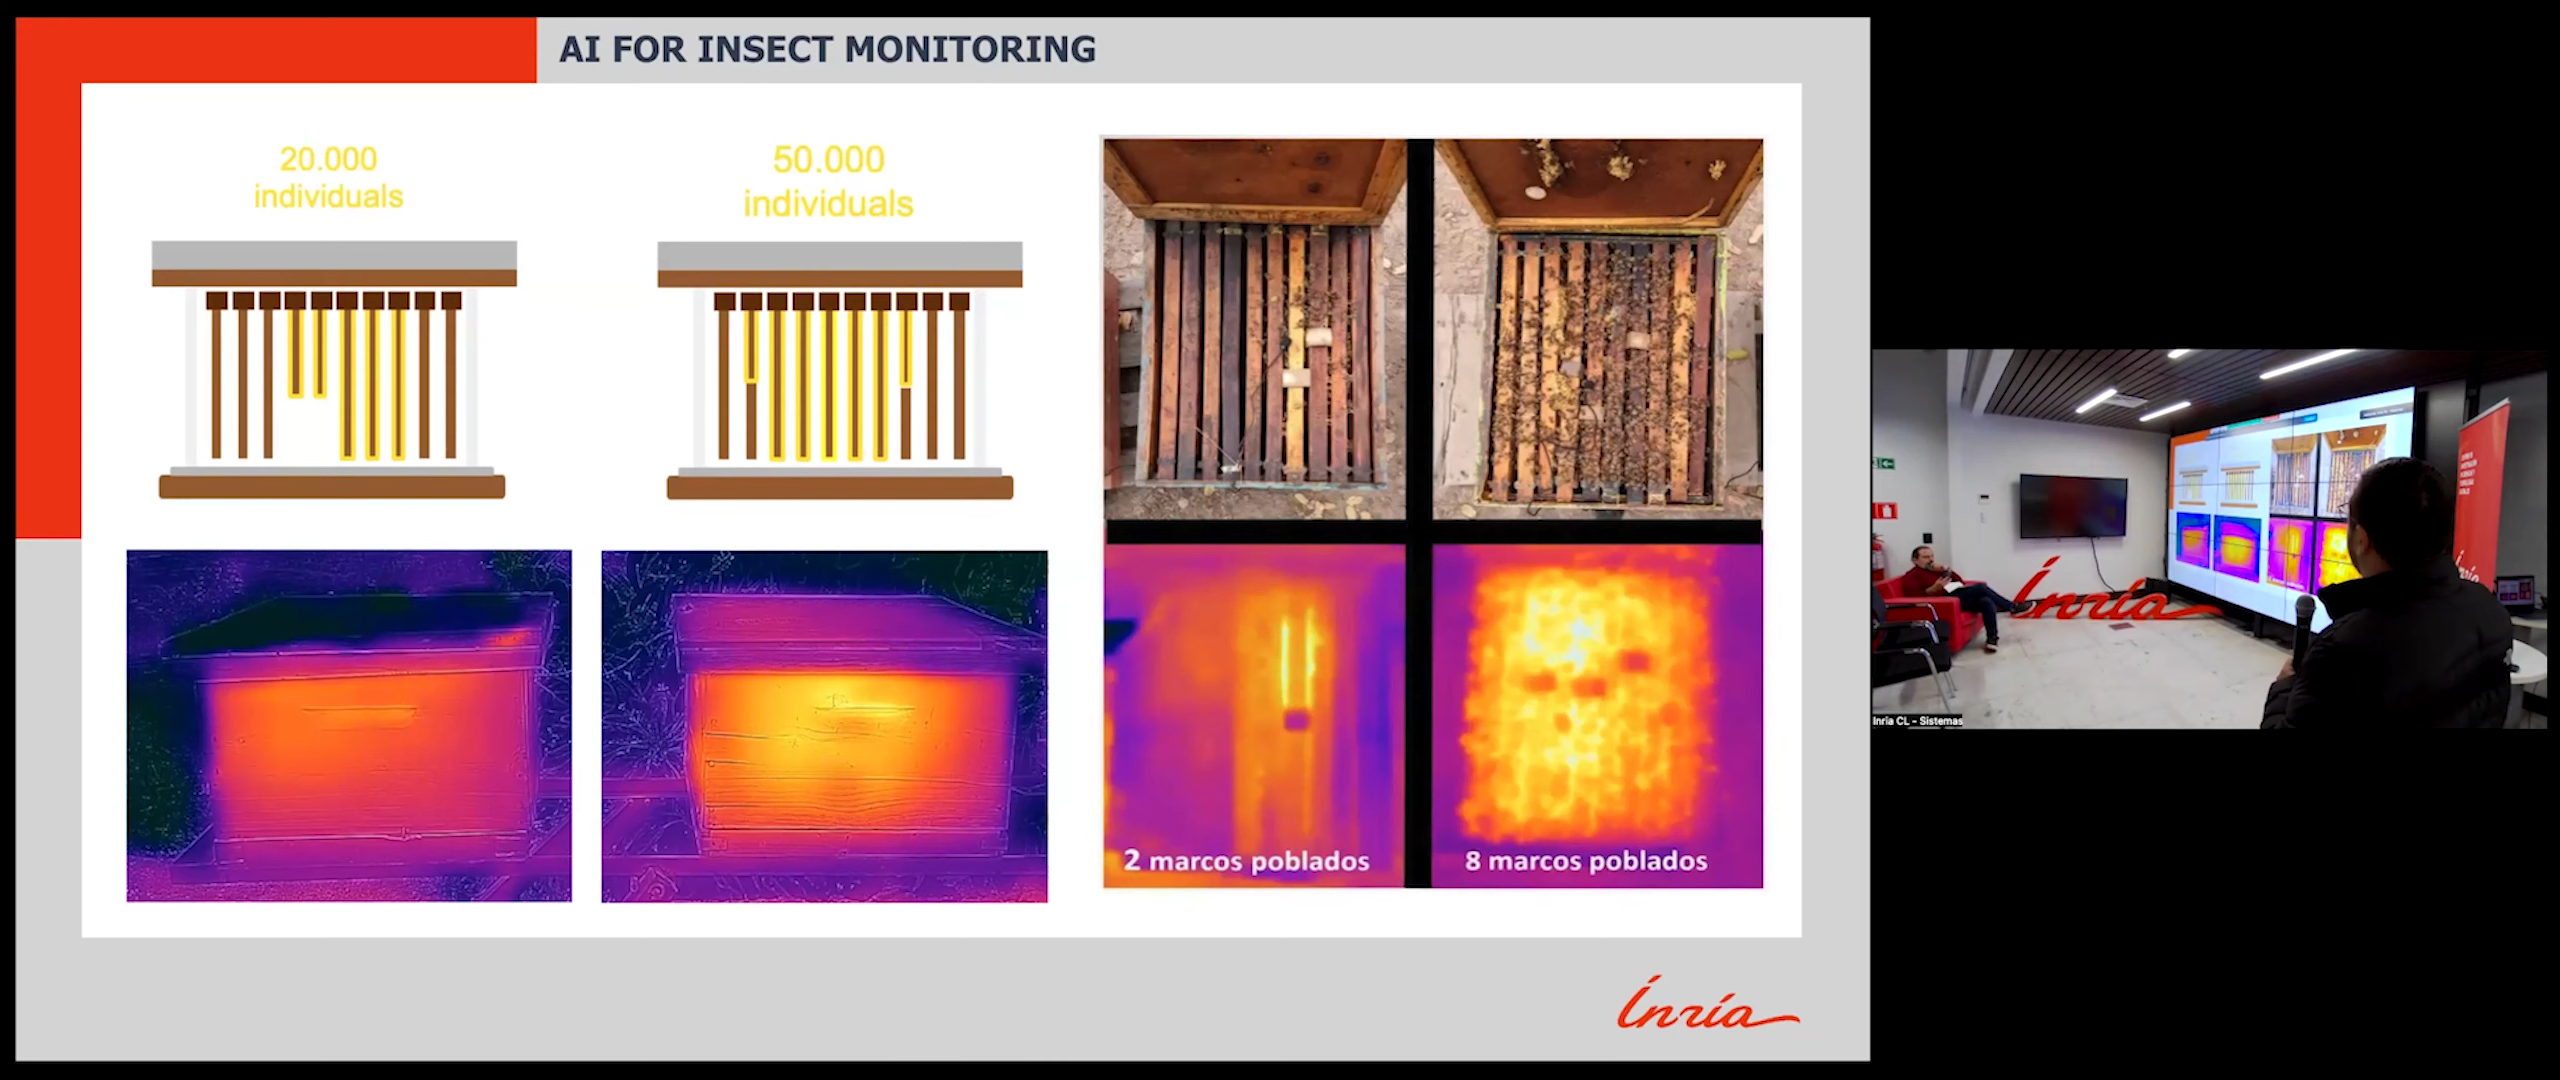 AI FOR INSECT MONITORING
20.000
individuals
50.000
individuals
2 marcos poblados
8 marcos poblados
Inria
Inria
Inria CL - Sistemas